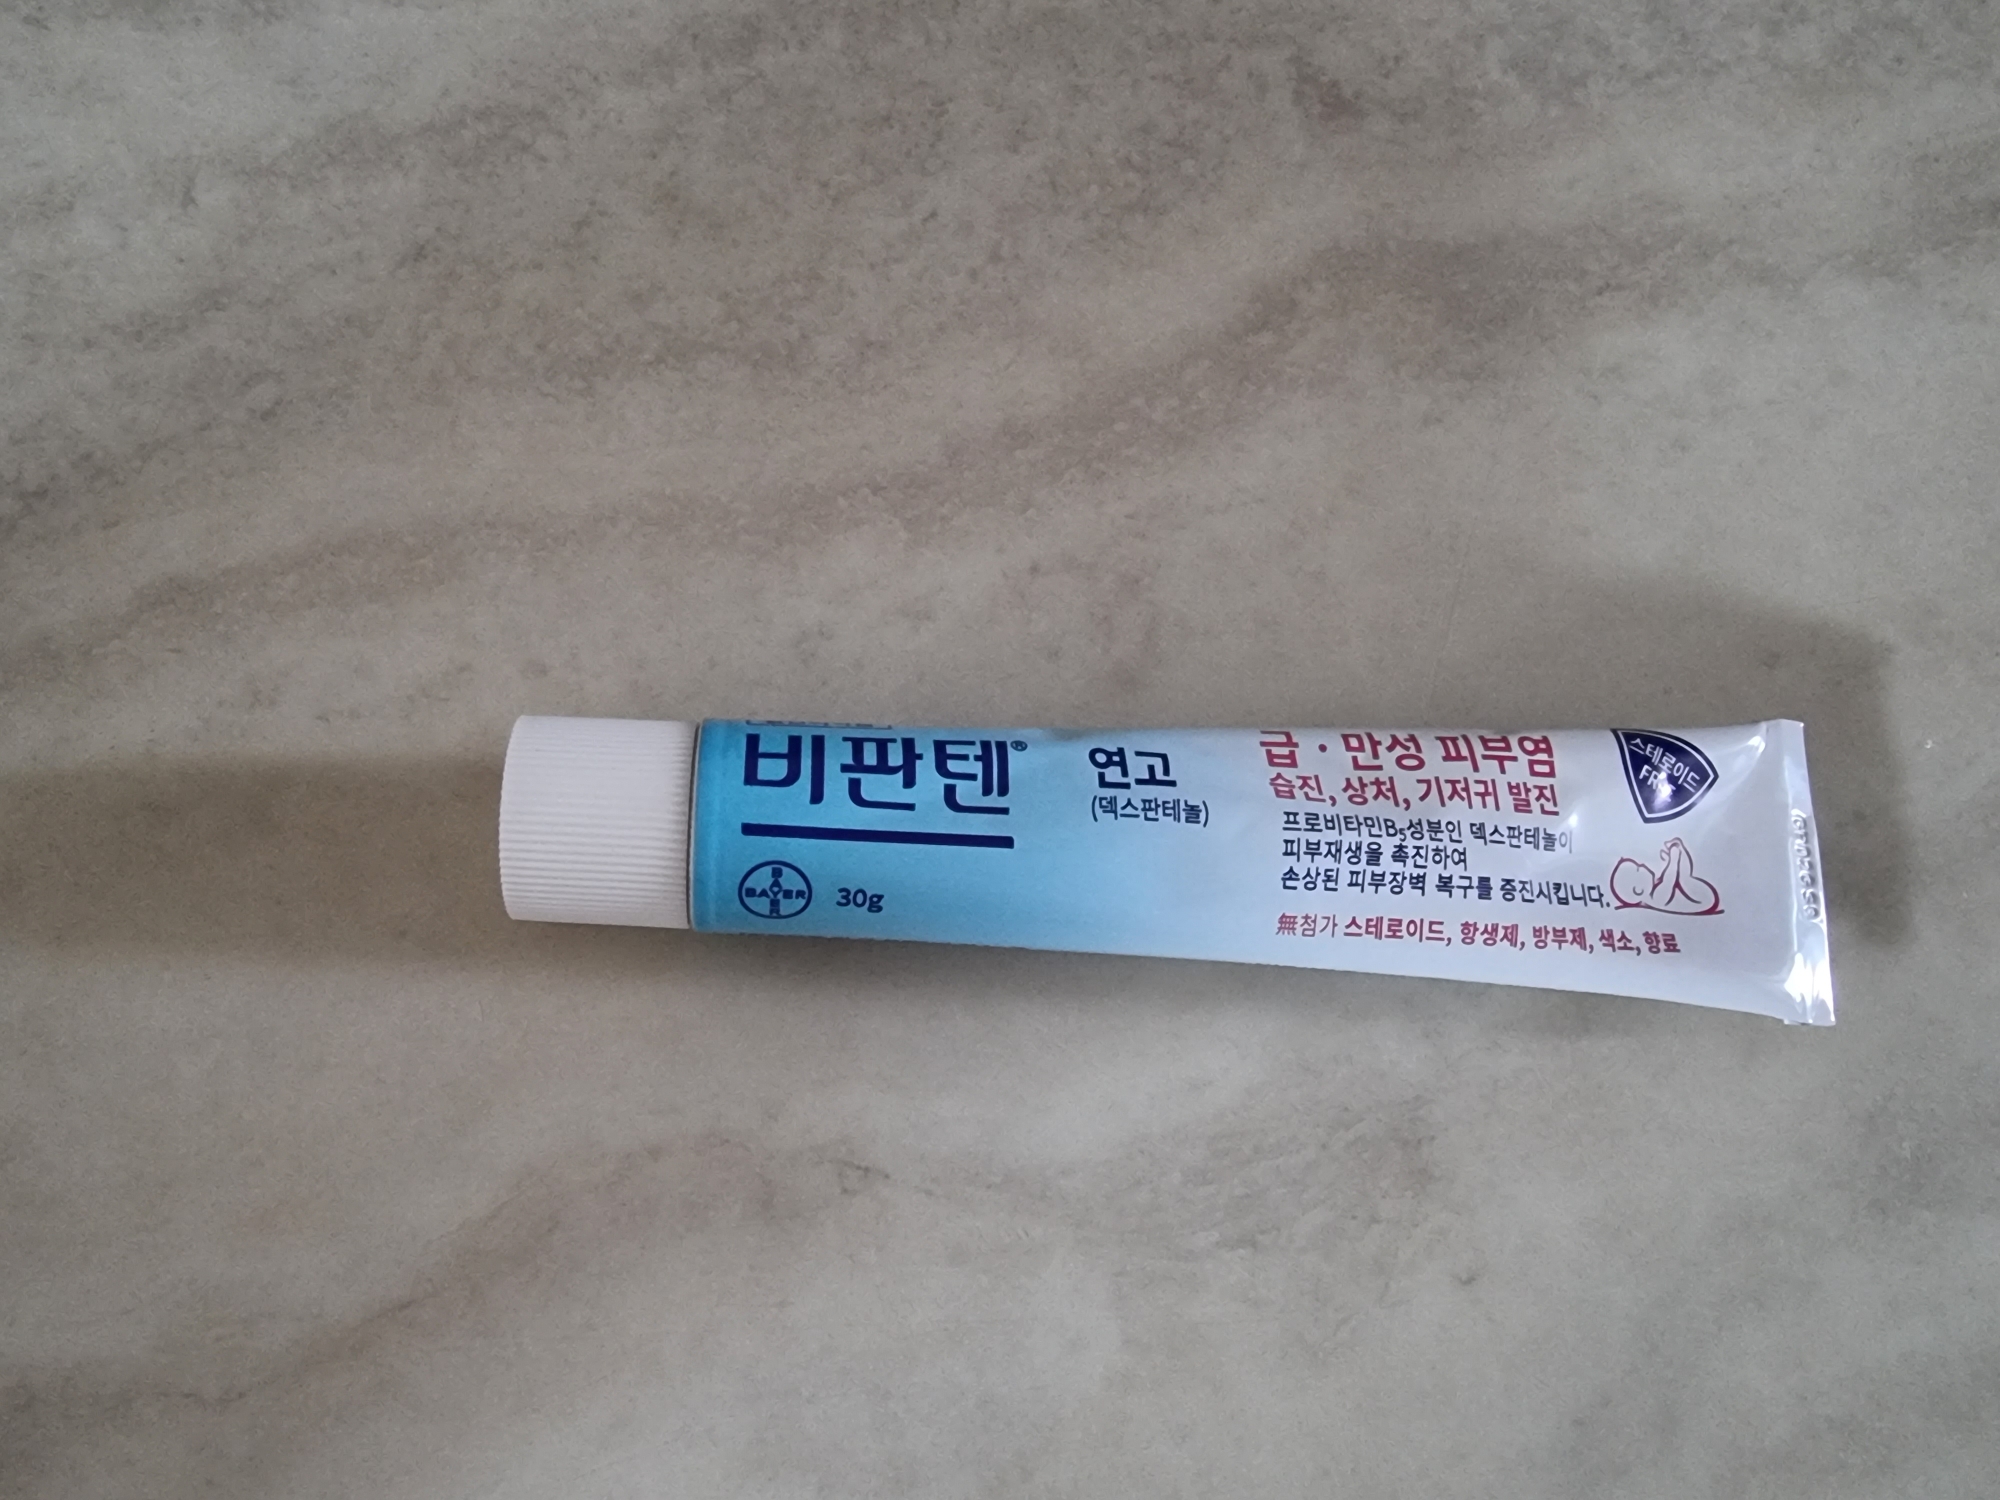 비판텐®
연고
(덱스판테놀)
BAYER
BAYER
30g
급·만성 피부염
습진, 상처, 기저귀 발진
프로비타민B₅성분인 덱스판테놀이
피부재생을 촉진하여
손상된 피부장벽 복구를 증진시킵니다.
無첨가 스테로이드, 항생제, 방부제, 색소, 향료
스테로이드